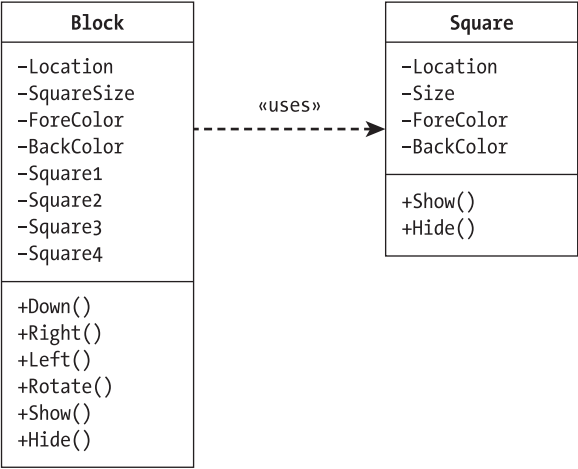 Block
-Location
-SquareSize
-ForeColor
-BackColor
-Square1
-Square2
-Square3
-Square4
+Down()
+Right()
+Left()
+Rotate()
+Show()
+Hide()
«uses»
Square
-Location
-Size
-ForeColor
-BackColor
+Show()
+Hide()